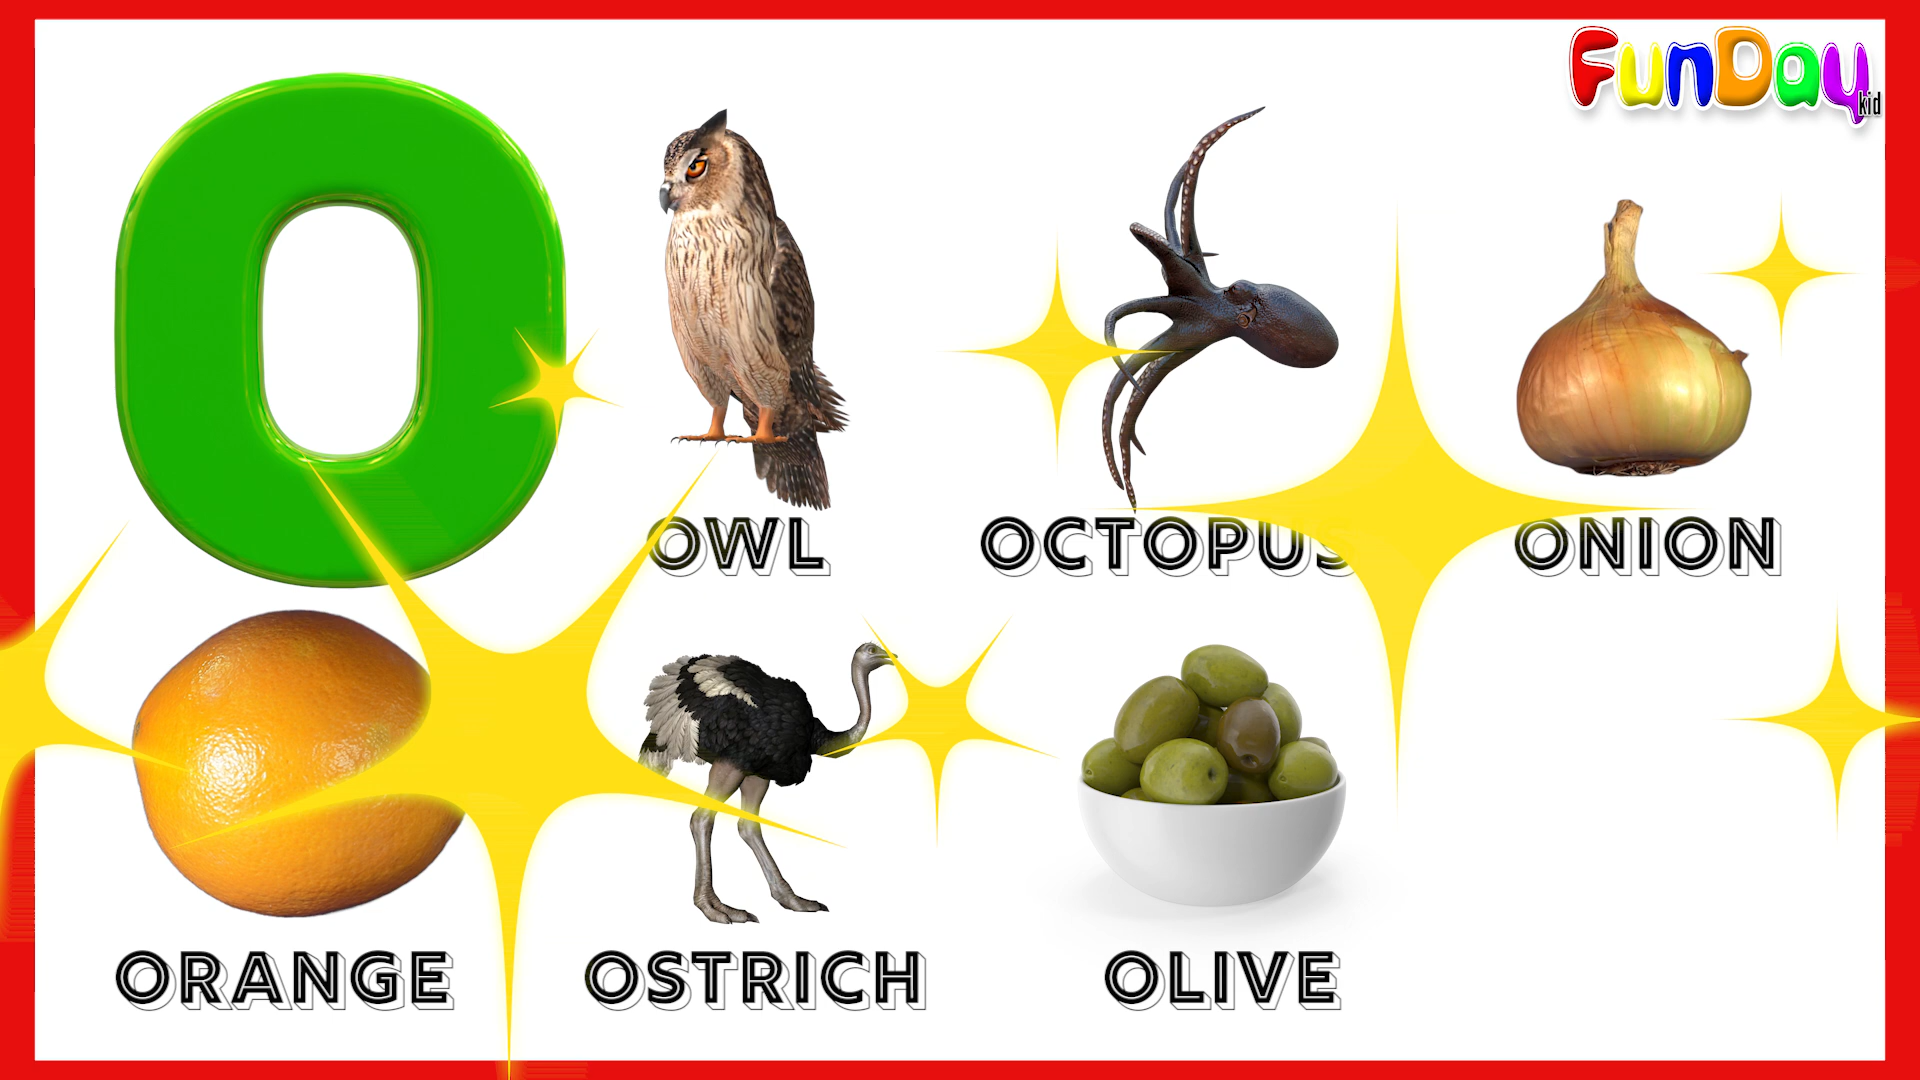 FunDay
kid
O
OWL
OCTOPUS
ONION
ORANGE
OSTRICH
OLIVE